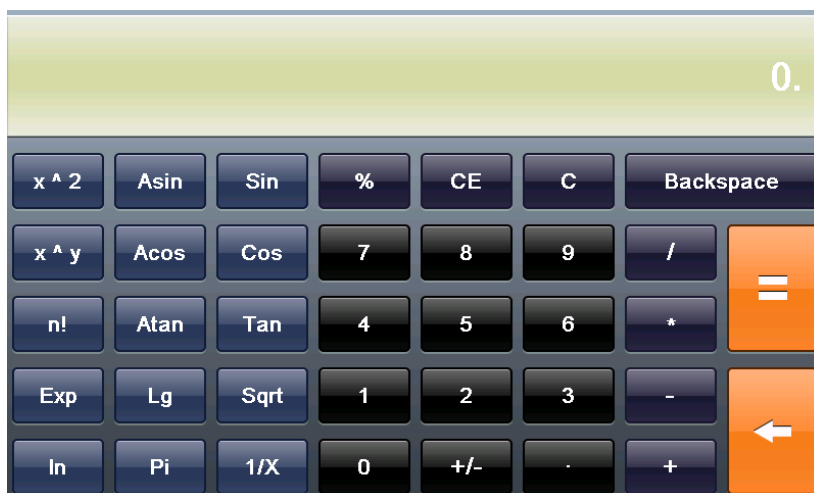 0.
x ^ 2 Asin Sin % CE C Backspace
x ^ y Acos Cos 7 8 9 / =
n! Atan Tan 4 5 6 *
Exp Lg Sqrt 1 2 3 -
In Pi 1/X 0 +/- . +